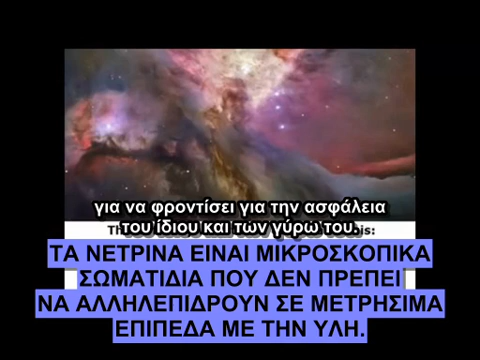 για να φροντίσει για την ασφάλεια
του ίδιου και των γύρω του.
ΤΑ ΝΕΤΡΙΝΑ ΕΙΝΑΙ ΜΙΚΡΟΣΚΟΠΙΚΑ
ΣΩΜΑΤΙΔΙΑ ΠΟΥ ΔΕΝ ΠΡΕΠΕΙ
ΝΑ ΑΛΛΗΛΕΠΙΔΡΟΥΝ ΣΕ ΜΕΤΡΗΣΙΜΑ
ΕΠΙΠΕΔΑ ΜΕ ΤΗΝ ΥΛΗ.